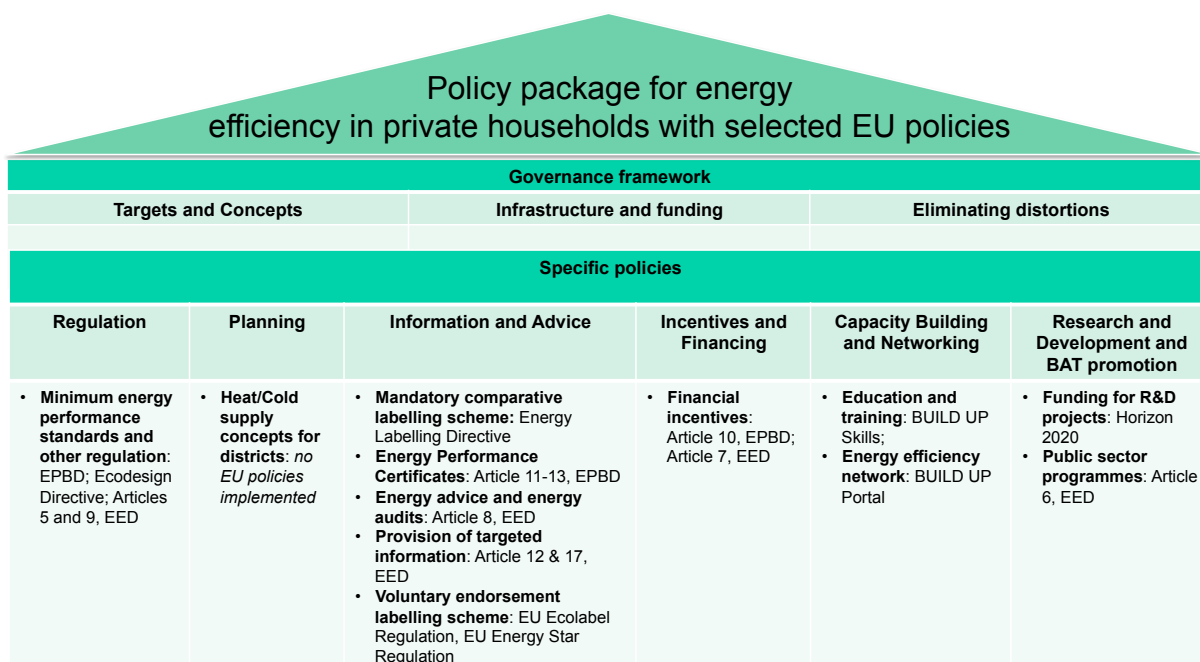 Policy package for energy
efficiency in private households with selected EU policies
Governance framework
Targets and Concepts
Infrastructure and funding
Eliminating distortions
Specific policies
Regulation
Planning
Information and Advice
Incentives and
Financing
Capacity Building
and Networking
Research and
Development and
BAT promotion
• Minimum energy
performance
standards and
other regulation:
EPBD; Ecodesign
Directive; Articles
5 and 9, EED
• Heat/Cold
supply
concepts for
districts: no
EU policies
implemented
• Mandatory comparative
labelling scheme: Energy
Labelling Directive
• Energy Performance
Certificates: Article 11-13, EPBD
• Energy advice and energy
audits: Article 8, EED
• Provision of targeted
information: Article 12 & 17,
EED
• Voluntary endorsement
labelling scheme: EU Ecolabel
Regulation, EU Energy Star
Regulation
• Financial
incentives:
Article 10, EPBD;
Article 7, EED
• Education and
training: BUILD UP
Skills;
• Energy efficiency
network: BUILD UP
Portal
• Funding for R&D
projects: Horizon
2020
• Public sector
programmes: Article
6, EED